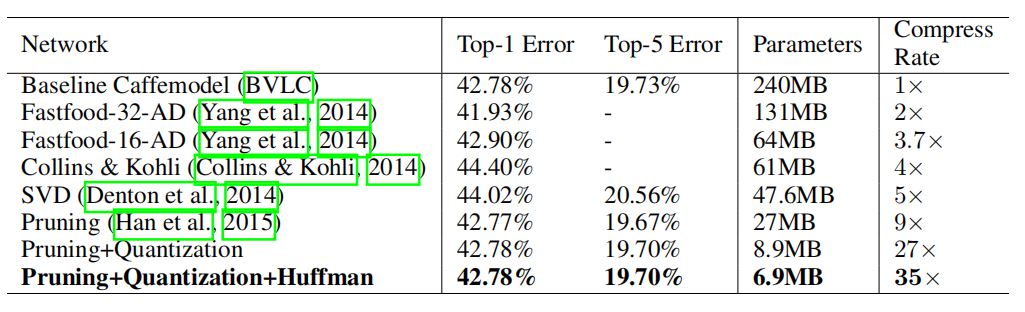 Network Top-1 Error Top-5 Error Parameters Compress Rate
Baseline Caffemodel (BVLC) 42.78% 19.73% 240MB 1×
Fastfood-32-AD (Yang et al., 2014) 41.93% - 131MB 2×
Fastfood-16-AD (Yang et al., 2014) 42.90% - 64MB 3.7×
Collins & Kohli (Collins & Kohli, 2014) 44.40% - 61MB 4×
SVD (Denton et al., 2014) 44.02% 20.56% 47.6MB 5×
Pruning (Han et al., 2015) 42.77% 19.67% 27MB 9×
Pruning+Quantization 42.78% 19.70% 8.9MB 27×
Pruning+Quantization+Huffman 42.78% 19.70% 6.9MB 35×